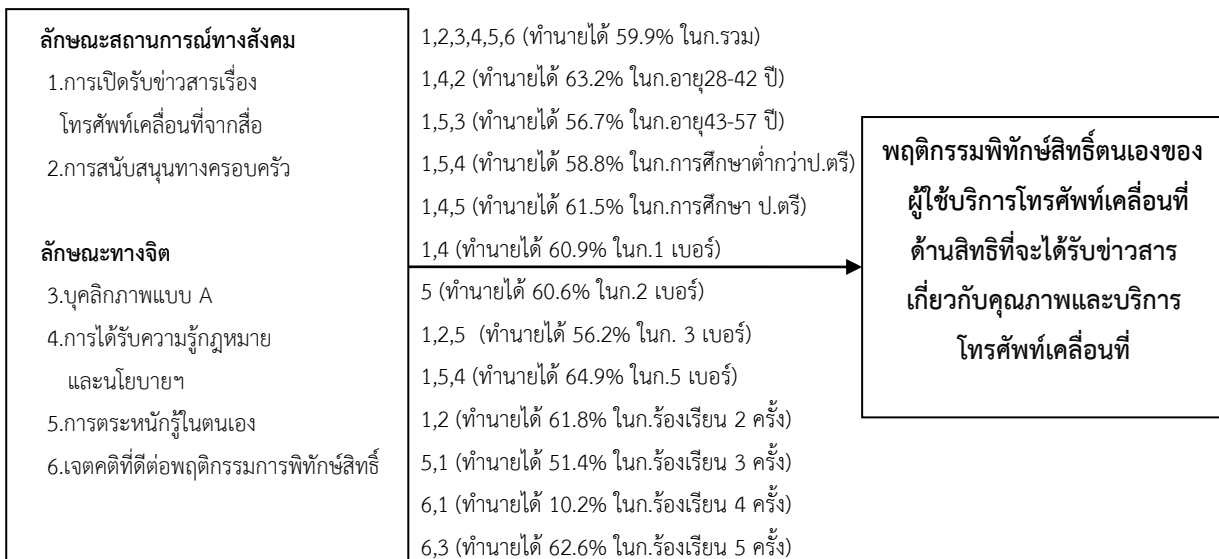 ลักษณะสถานการณ์ทางสังคม
1.การเปิดรับข่าวสารเรื่อง
โทรศัพท์เคลื่อนที่จากสื่อ
2.การสนับสนุนทางครอบครัว
ลักษณะทางจิต
3.บุคลิกภาพแบบ A
4.การได้รับความรู้กฎหมาย
และนโยบายฯ
5.การตระหนักรู้ในตนเอง
6.เจตคติที่ดีต่อพฤติกรรมการพิทักษ์สิทธิ์
1,2,3,4,5,6 (ทำนายได้ 59.9% ในก.รวม)
1,4,2 (ทำนายได้ 63.2% ในก.อายุ28-42 ปี)
1,5,3 (ทำนายได้ 56.7% ในก.อายุ43-57 ปี)
1,5,4 (ทำนายได้ 58.8% ในก.การศึกษาต่ำกว่าป.ตรี)
1,4,5 (ทำนายได้ 61.5% ในก.การศึกษา ป.ตรี)
1,4 (ทำนายได้ 60.9% ในก.1 เบอร์)
5 (ทำนายได้ 60.6% ในก.2 เบอร์)
1,2,5 (ทำนายได้ 56.2% ในก. 3 เบอร์)
1,5,4 (ทำนายได้ 64.9% ในก.5 เบอร์)
1,2 (ทำนายได้ 61.8% ในก.ร้องเรียน 2 ครั้ง)
5,1 (ทำนายได้ 51.4% ในก.ร้องเรียน 3 ครั้ง)
6,1 (ทำนายได้ 10.2% ในก.ร้องเรียน 4 ครั้ง)
6,3 (ทำนายได้ 62.6% ในก.ร้องเรียน 5 ครั้ง)
พฤติกรรมพิทักษ์สิทธิ์ตนเองของ
ผู้ใช้บริการโทรศัพท์เคลื่อนที่
ด้านสิทธิที่จะได้รับข่าวสาร
เกี่ยวกับคุณภาพและบริการ
โทรศัพท์เคลื่อนที่